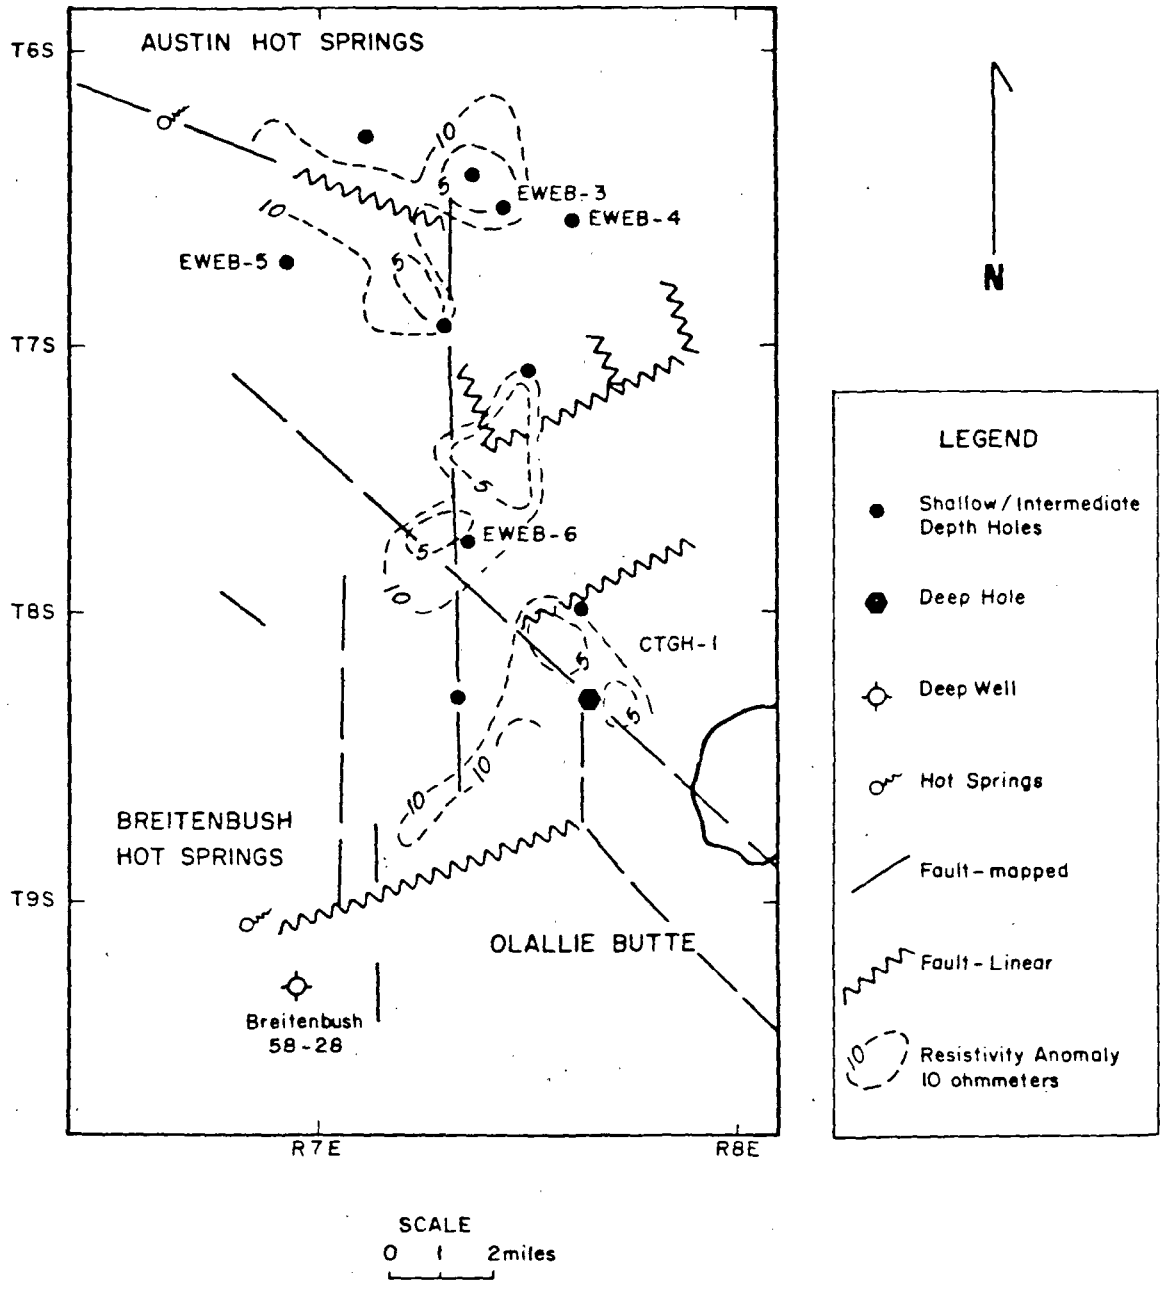 T6S
AUSTIN HOT SPRINGS
10
5
EWEB-3
EWEB-4
10
EWEB-5
5
N
T7S
5
EWEB-6
5
10
T8S
CTGH-1
5
5
10
10
BREITENBUSH
HOT SPRINGS
T9S
OLALLIE BUTTE
Breitenbush
58-28
R7E
R8E
SCALE
0 1 2miles
LEGEND
Shallow/Intermediate
Depth Holes
Deep Hole
Deep Well
Hot Springs
Fault-mapped
Fault-Linear
10
Resistivity Anomaly
10 ohmmeters